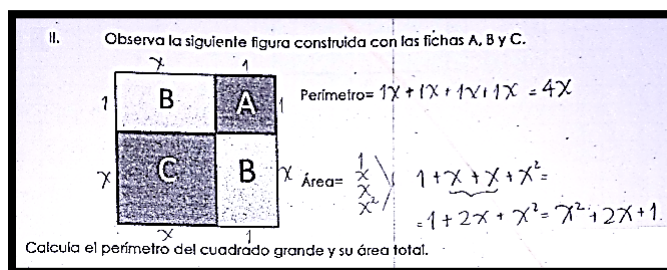 II. Observa la siguiente figura construida con las fichas A, B y C.
x 1
1 B A 1
Perímetro= 1x + 1x + 1x + 1x = 4x
x C B x
Área= 1 x x x² 1 + x + x + x² =
= 1 + 2x + x² = x² + 2x + 1.
x 1
Calcula el perímetro del cuadrado grande y su área total.